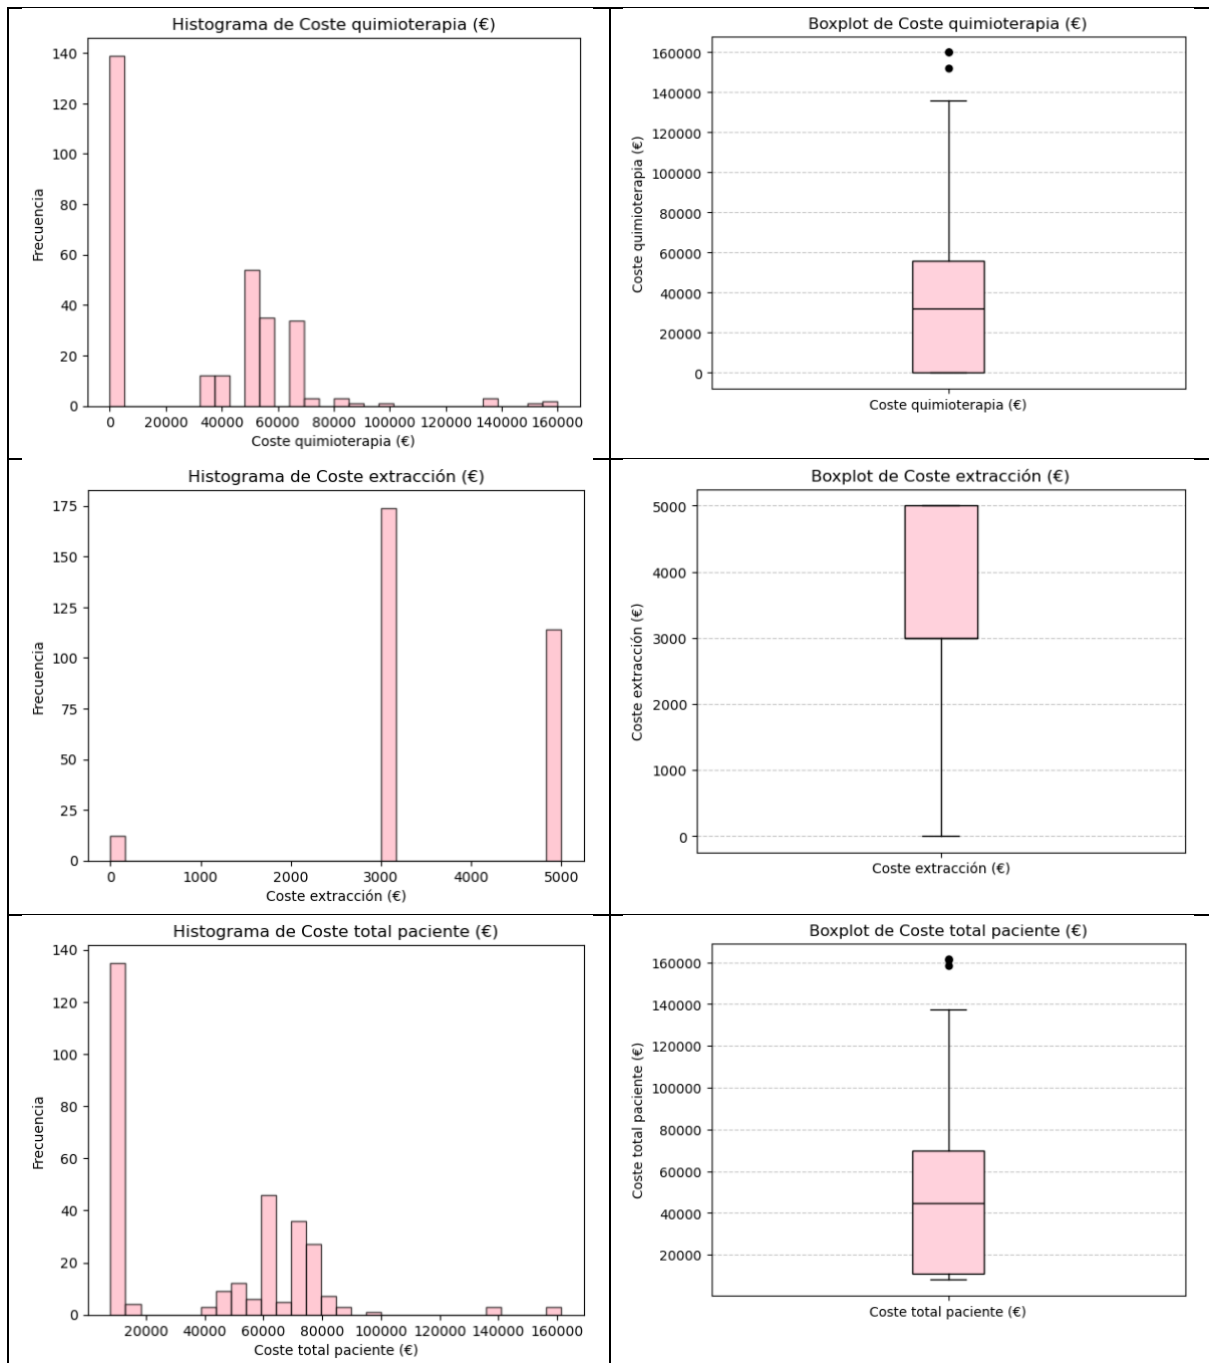 Histograma de Coste quimioterapia (€)
140
120
100
80
60
40
20
0
Frecuencia
0 20000 40000 60000 80000 100000 120000 140000 160000
Coste quimioterapia (€)
Boxplot de Coste quimioterapia (€)
160000
140000
120000
100000
80000
60000
40000
20000
0
Coste quimioterapia (€)
Coste quimioterapia (€)
Histograma de Coste extracción (€)
175
150
125
100
75
50
25
0
Frecuencia
0 1000 2000 3000 4000 5000
Coste extracción (€)
Boxplot de Coste extracción (€)
5000
4000
3000
2000
1000
0
Coste extracción (€)
Coste extracción (€)
Histograma de Coste total paciente (€)
140
120
100
80
60
40
20
0
Frecuencia
20000 40000 60000 80000 100000 120000 140000 160000
Coste total paciente (€)
Boxplot de Coste total paciente (€)
160000
140000
120000
100000
80000
60000
40000
20000
Coste total paciente (€)
Coste total paciente (€)